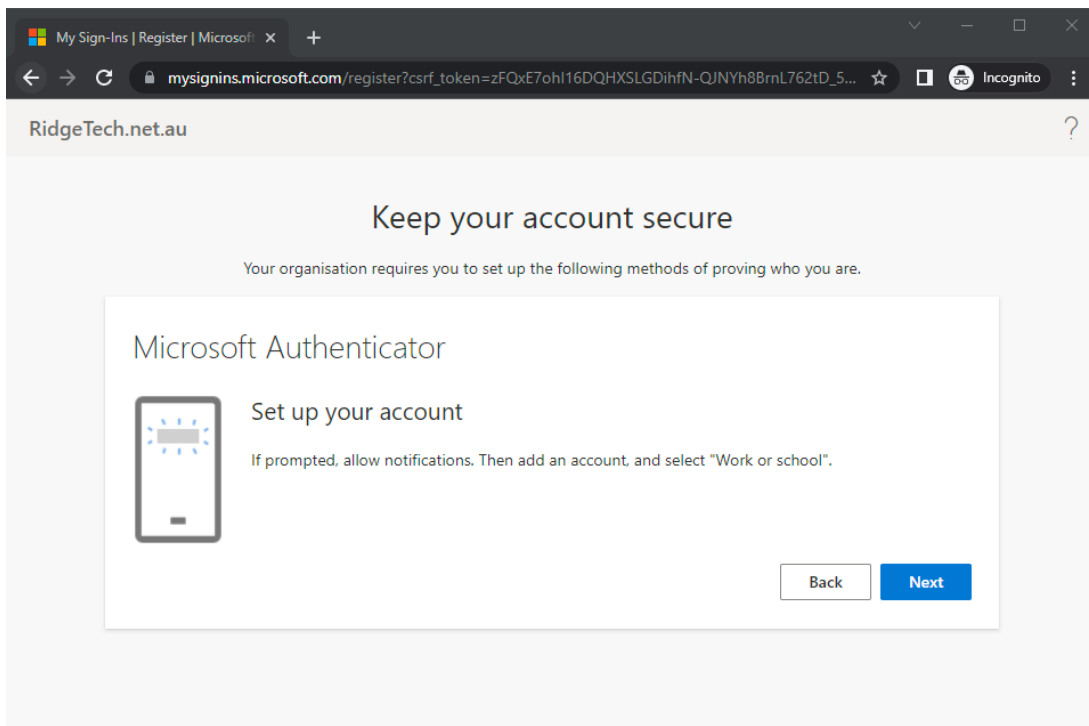 My Sign-Ins | Register | Microsoft
mysignins.microsoft.com/register?csrf_token=zFQxE7ohI16DQHXSLGDihfN-QJNYh8BrnL762tD_5...
Incognito
RidgeTech.net.au
?
Keep your account secure
Your organisation requires you to set up the following methods of proving who you are.
Microsoft Authenticator
Set up your account
If prompted, allow notifications. Then add an account, and select "Work or school".
Back
Next